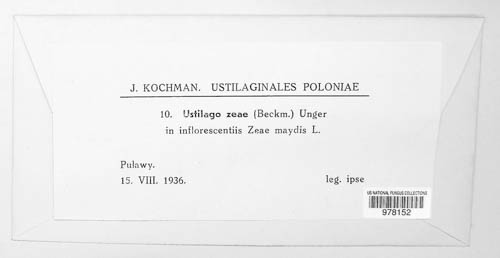 J. KOCHMAN. USTILAGINALES POLONIAE
10. Ustilago zeae (Beckm.) Unger
in inflorescentiis Zeae maydis L.
Puławy.
15. VIII. 1936. leg. ipse
US NATIONAL FUNGUS COLLECTIONS
978152